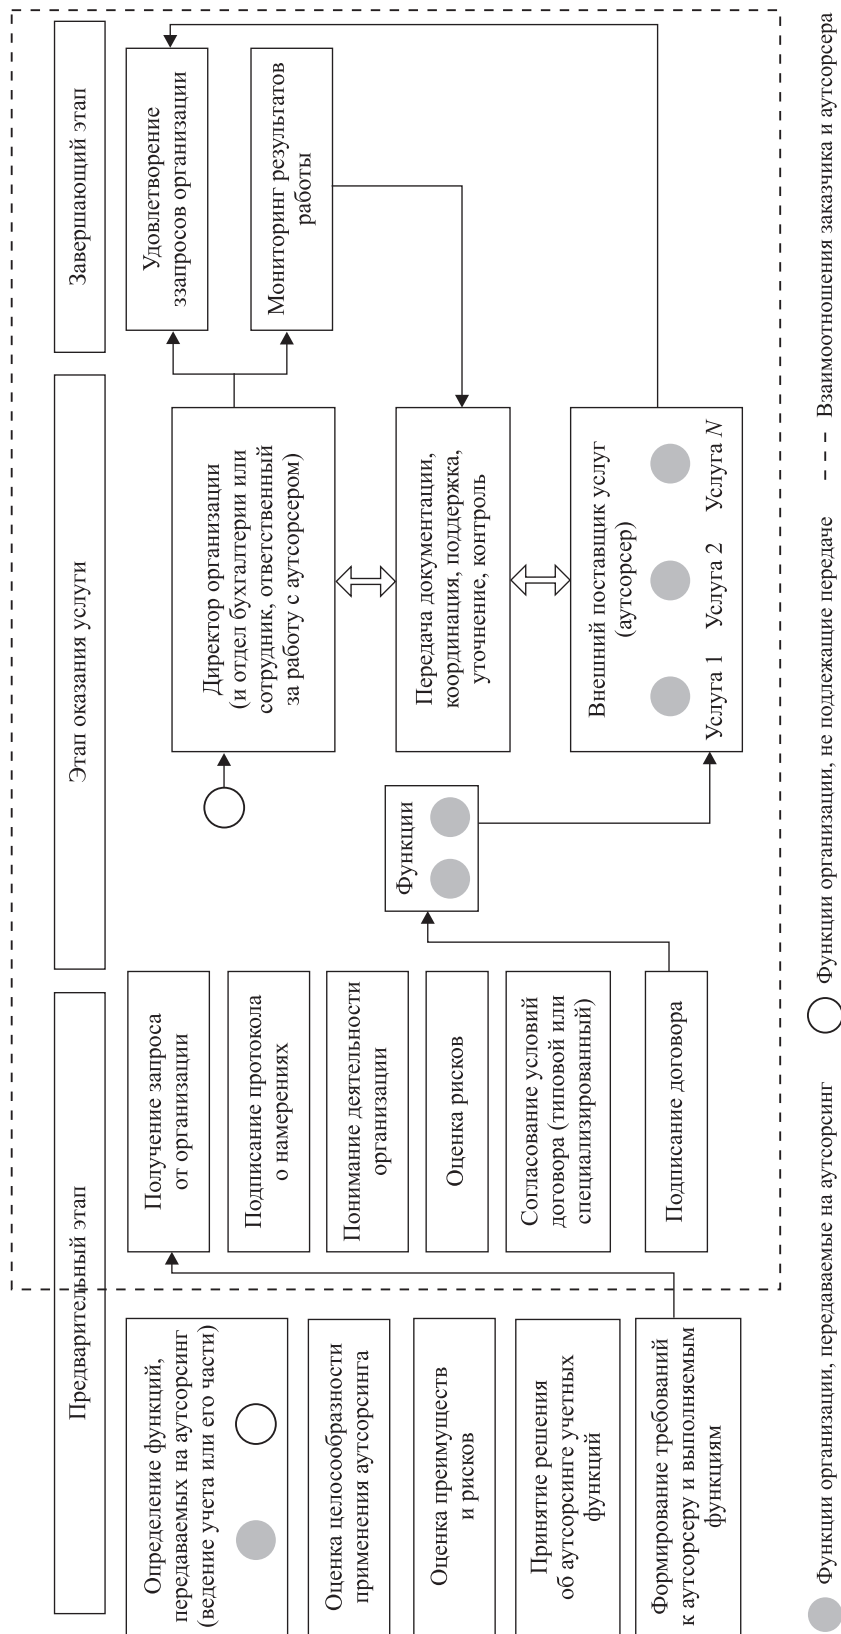 Предварительный этап
Этап оказания услуги
Завершающий этап
Определение функций,
передаваемых на аутсорсинг
(ведение учета или его части)
Оценка целосообразности
применения аутсорсинга
Оценка преимуществ
и рисков
Принятие решения
об аутсорсинге учетных
функций
Формирование требований
к аутсорсеру и выполняемым
функциям
Получение запроса
от организации
Подписание протокола
о намерениях
Понимание деятельности
организации
Оценка рисков
Согласование условий
договора (типовой или
специализированный)
Подписание договора
Функции
Директор организации
(и отдел бухгалтерии или
сотрудник, ответственный
за работу с аутсорсером)
Передача документации,
координация, поддержка,
уточнение, контроль
Внешний поставщик услуг
(аутсорсер)
Услуга 1 Услуга 2 Услуга N
Удовлетворение
ззапросов организации
Мониторинг результатов
работы
Функции организации, передаваемые на аутсорсинг
Функции организации, не подлежащие передаче
Взаимоотношения заказчика и аутсорсера